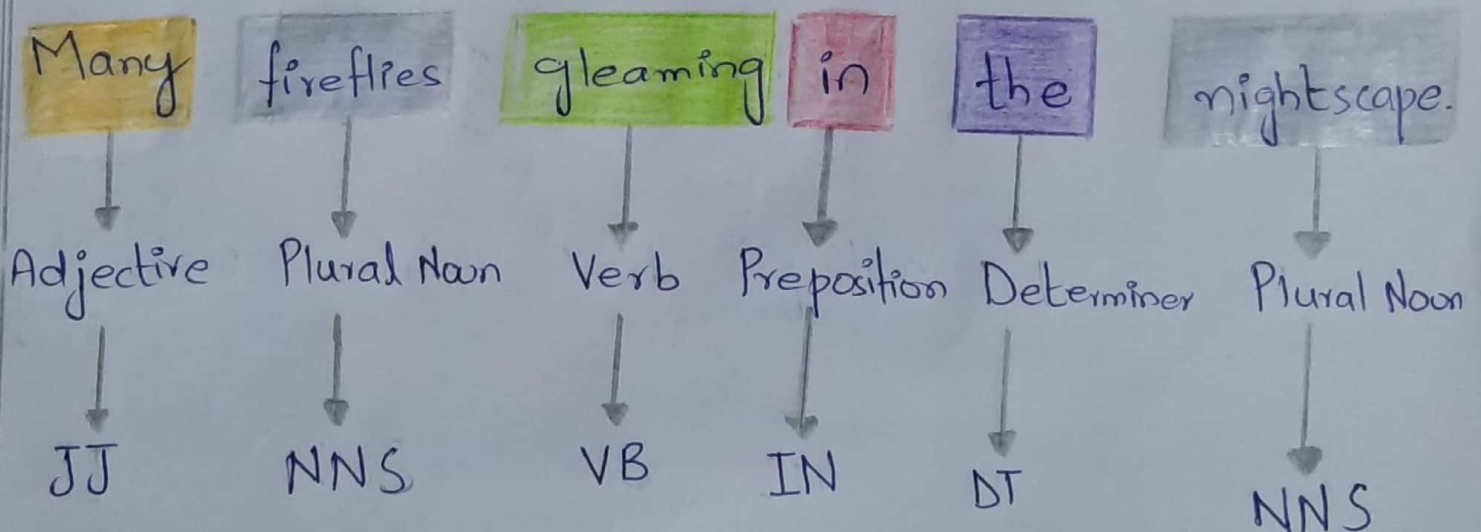 Many fireflies gleaming in the nightscape.
Adjective Plural Noun Verb Preposition Determiner Plural Noun
JJ NNS VB IN DT NNS